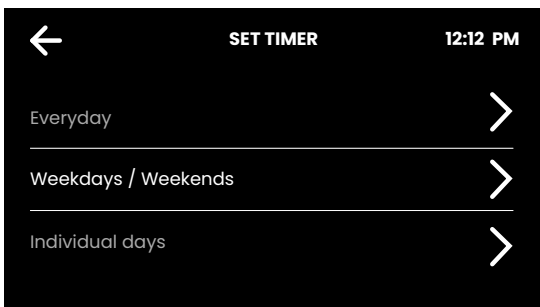 SET TIMER 12:12 PM
Everyday
Weekdays / Weekends
Individual days